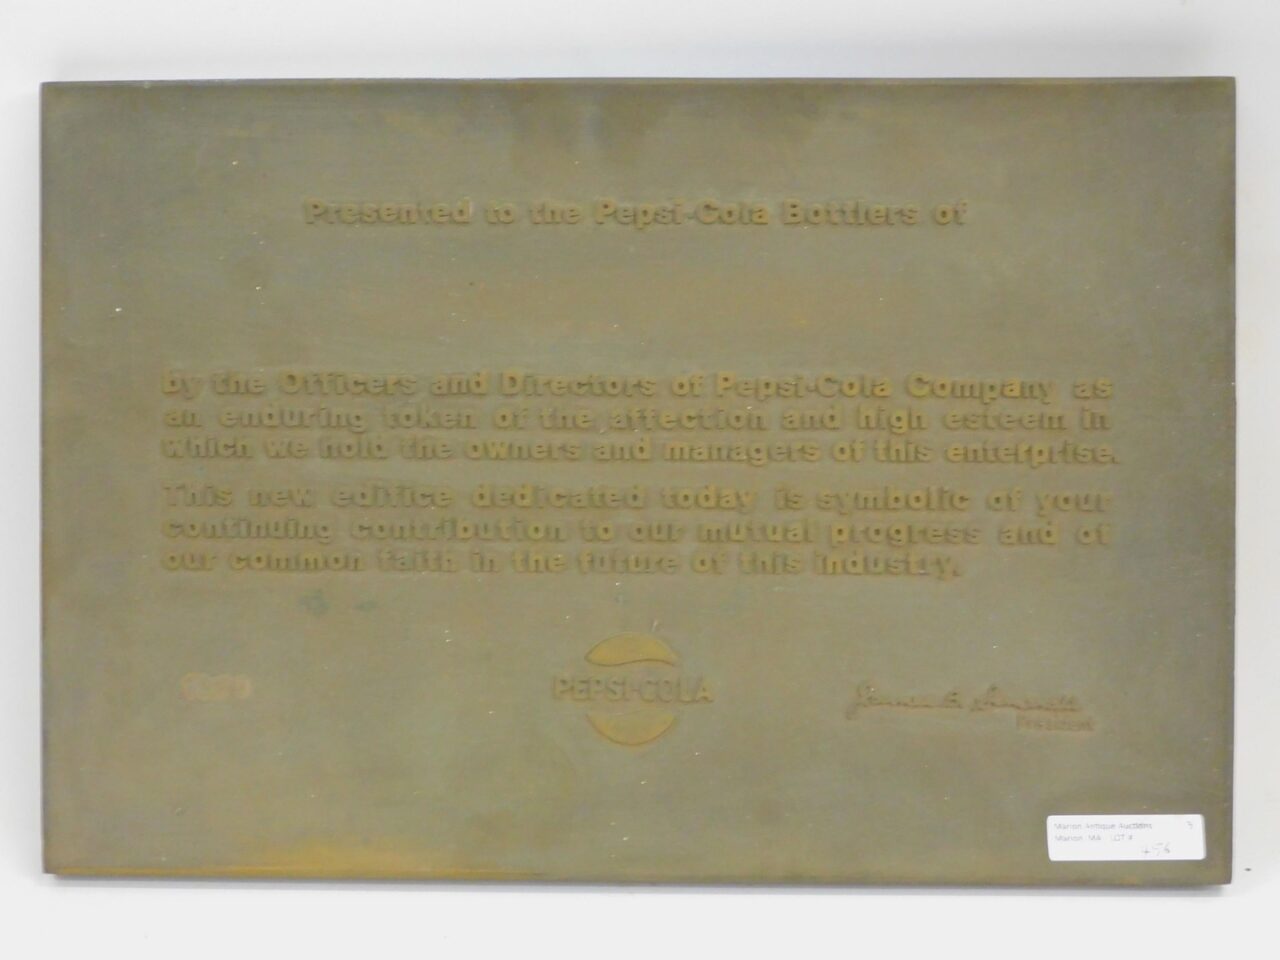 Presented to the Pepsi-Cola Bottlers of
by the Officers and Directors of Pepsi-Cola Company as
an enduring token of the affection and high esteem in
which we hold the owners and managers of this enterprise.
This new edifice dedicated today is symbolic of your
continuing contribution to our mutual progress and of
our common faith in the future of this industry.
PEPSI-COLA
President
Marion Antique Auctions
Marion, MA LOT #
456